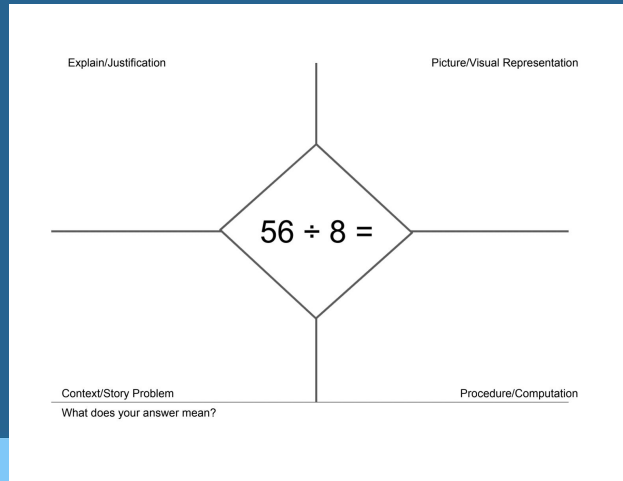 Explain/Justification
Picture/Visual Representation
56 ÷ 8 =
Context/Story Problem
Procedure/Computation
What does your answer mean?